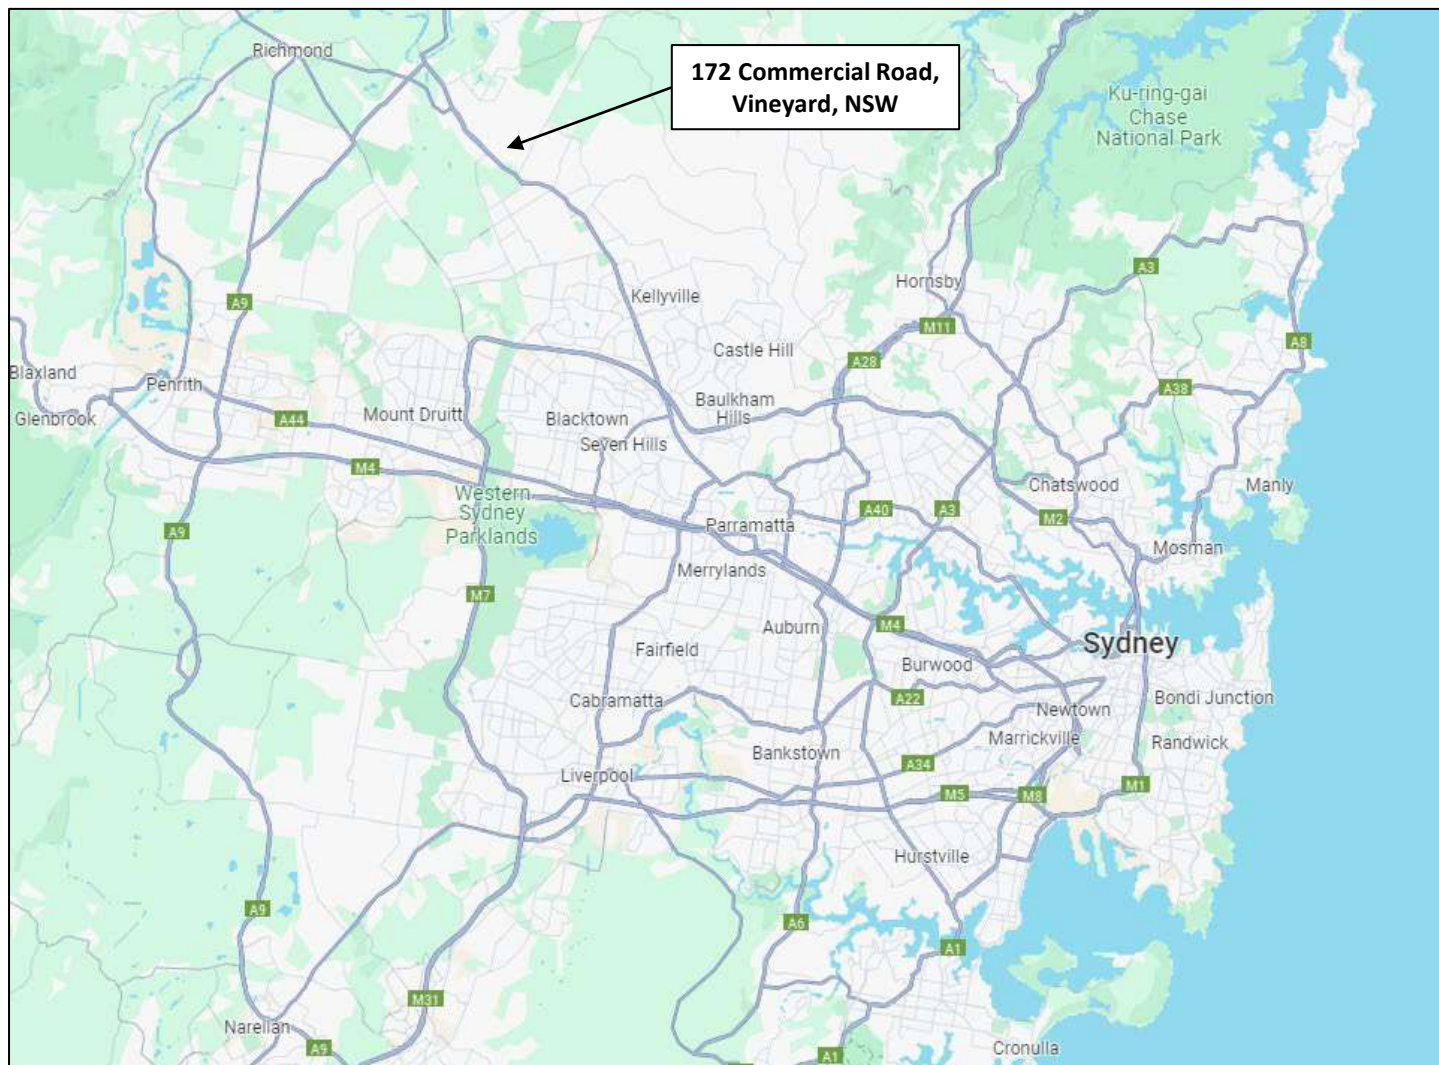 Richmond
172 Commercial Road,
Vineyard, NSW
Ku-ring-gai
Chase
National Park
A3
Hornsby
A9
Kellyville
M11
A8
Castle Hill
A28
Blaxland
Penrith
A38
Glenbrook
A44
Mount Druitt
Blacktown
Baulkham
Hills
Seven Hills
M4
Western
Sydney
Parklands
Chatswood
Manly
A40
A3
M2
A9
Parramatta
Mosman
Merrylands
M7
Auburn
M4
Sydney
Fairfield
Burwood
Cabramatta
A22
Bondi Junction
Newtown
Marrickville
Randwick
Bankstown
A34
Liverpool
M5
M8
M1
Hurstville
A9
A6
A1
M31
Narellan
A9
A1
Cronulla